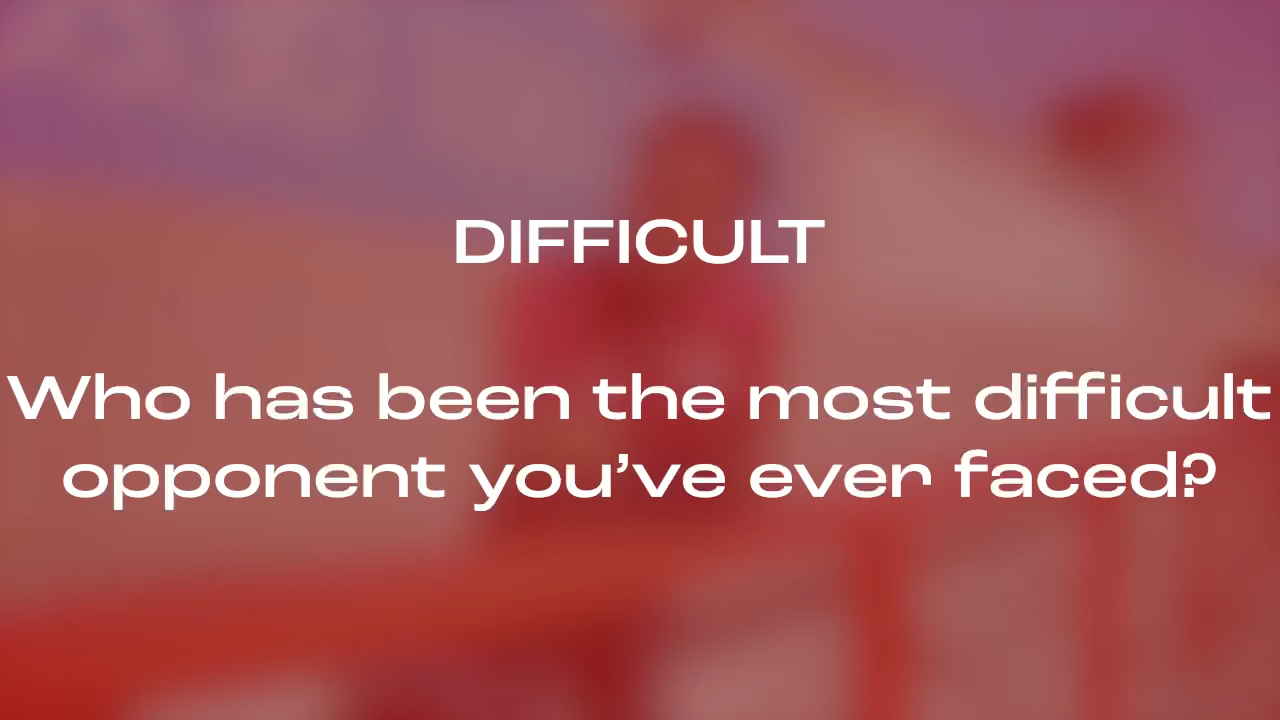 DIFFICULT
Who has been the most difficult
opponent you’ve ever faced?